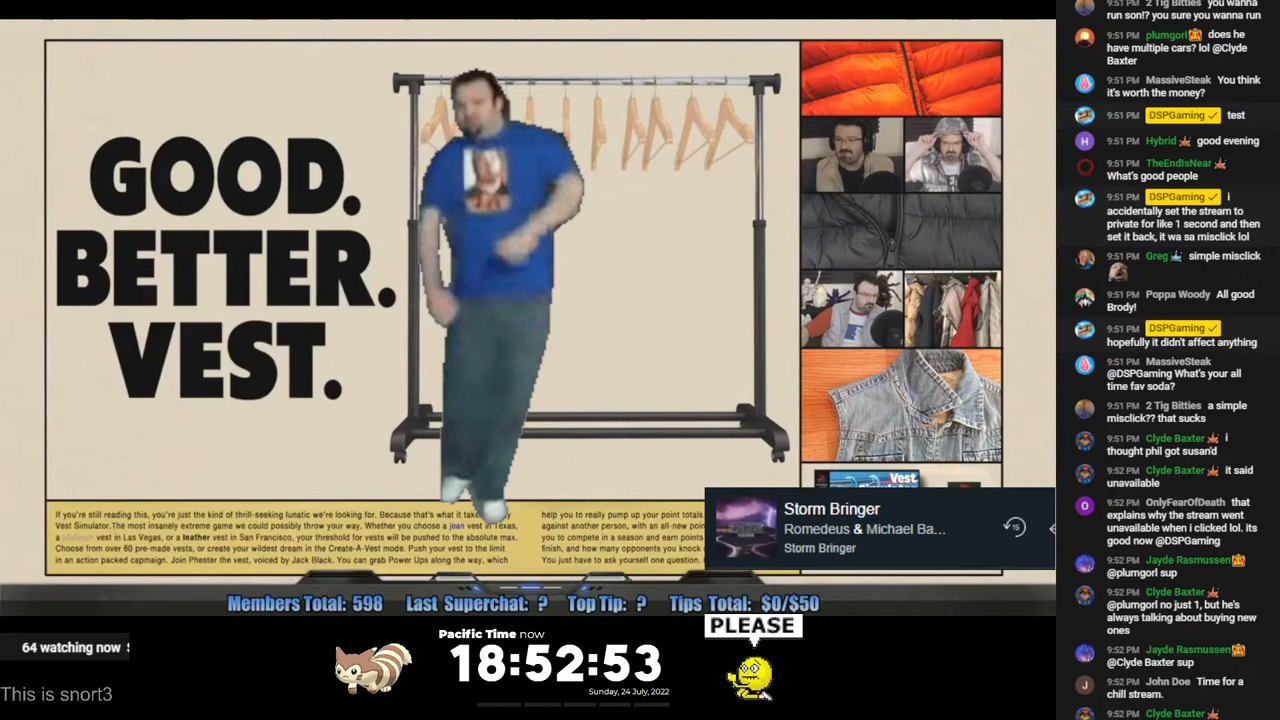 GOOD.
BETTER.
VEST.
If you're still reading this, you're just the kind of thrill-seeking lunatic we're looking for. Because that's what it
Vest Simulator. The most insanely extreme game we could possibly throw your way. Whether you choose a jean vest in Texas,
a platinum vest in Las Vegas, or a leather vest in San Francisco, your threshold for vests will be pushed to the absolute max.
Choose from over 60 pre-made vests, or create your wildest dream in the Create-A-Vest mode. Push your vest to the limit
in an action packed capmaign. Join Phester the vest, voiced by Jack Black. You can grab Power Ups along the way, which
help you to really pump up your point totals.
against another person, with an all-new
you to compete in a season and earn points
finish, and how many opponents you knock
You just have to ask yourself one question.
Vest
Storm Bringer
Romedeus & Michael Ba...
Storm Bringer
15
Members Total: 598 Last Superchat: ? Top Tip: ? Tips Total: $0/$50
PLEASE
64 watching now
This is snort3
Pacific Time now
18:52:53
Sunday, 24 July, 2022
9:51 PM 2 Tig Bitties you wanna
run son!? you sure you wanna
run
9:51 PM plumgorl does he
have multiple cars? lol @Clyde
Baxter
9:51 PM MassiveSteak You think
it's worth the money?
9:51 PM DSPGaming test
9:51 PM Hybrid good evening
9:51 PM TheEndIsNear
What's good people
9:51 PM DSPGaming i
accidentally set the stream to
private for like 1 second and then
set it back, it wa sa misclick lol
9:51 PM Greg simple misclick
9:51 PM Poppa Woody All good
Brody!
9:51 PM DSPGaming
hopefully it didn't affect anything
9:51 PM MassiveSteak
@DSPGaming What's your all
time fav soda?
9:51 PM 2 Tig Bitties a simple
misclick?? that sucks
9:51 PM Clyde Baxter i
thought phil got susan'd
9:52 PM Clyde Baxter it said
unavailable
9:52 PM OnlyFearOfDeath that
explains why the stream went
unavailable when i clicked lol. its
good now @DSPGaming
9:52 PM Jayde Rasmussen
@plumgorl sup
9:52 PM Clyde Baxter
@plumgorl no just 1, but he's
always talking about buying new
ones
9:52 PM Jayde Rasmussen
@Clyde Baxter sup
9:52 PM John Doe Time for a
chill stream.
9:52 PM Clyde Baxter